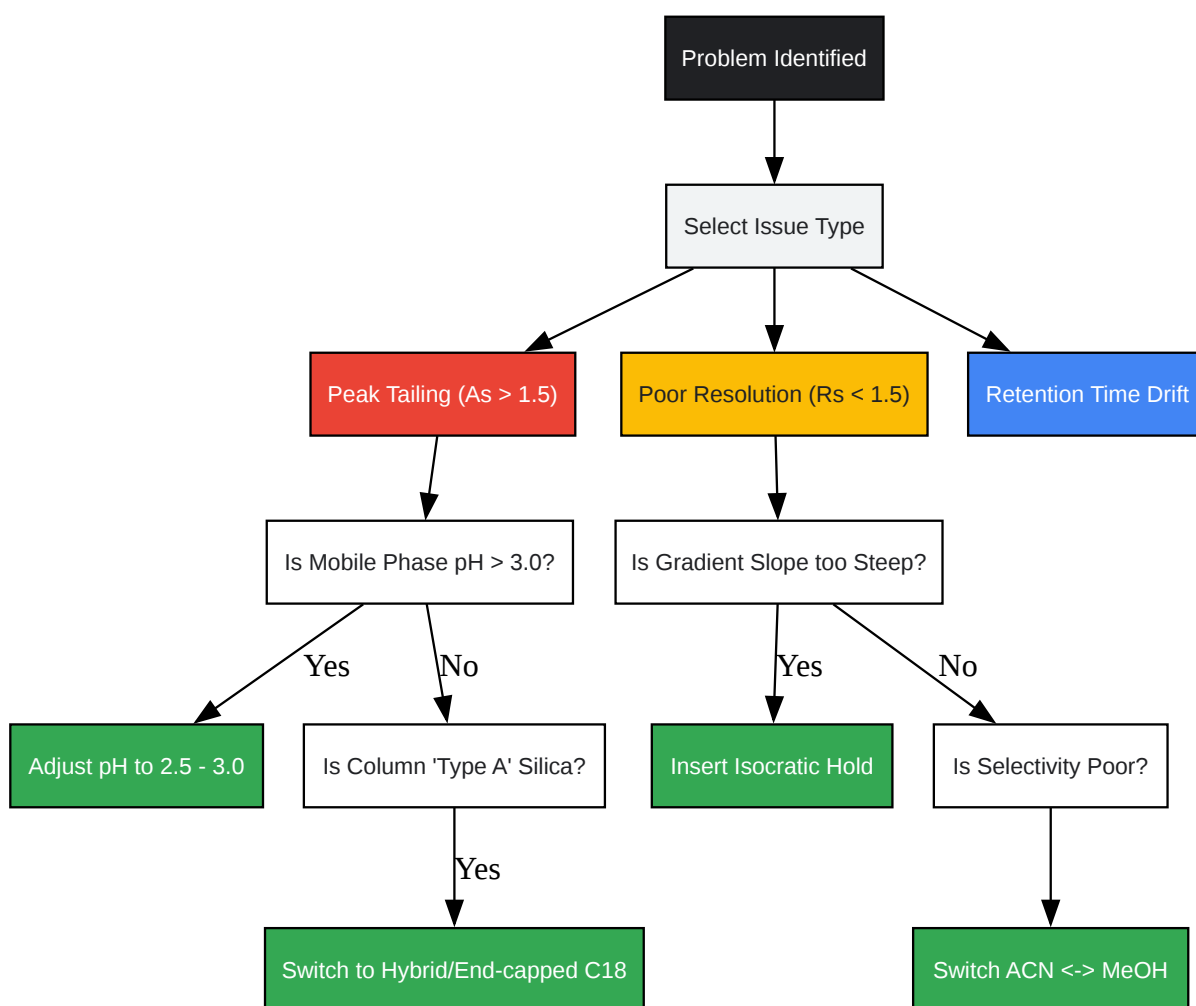 Problem Identified
Select Issue Type
Peak Tailing (As > 1.5)
Poor Resolution (Rs < 1.5)
Retention Time Drift
Is Mobile Phase pH > 3.0?
Is Gradient Slope too Steep?
Yes
No
Yes
No
Adjust pH to 2.5 - 3.0
Is Column 'Type A' Silica?
Insert Isocratic Hold
Is Selectivity Poor?
Yes
Switch to Hybrid/End-capped C18
Switch ACN <-> MeOH